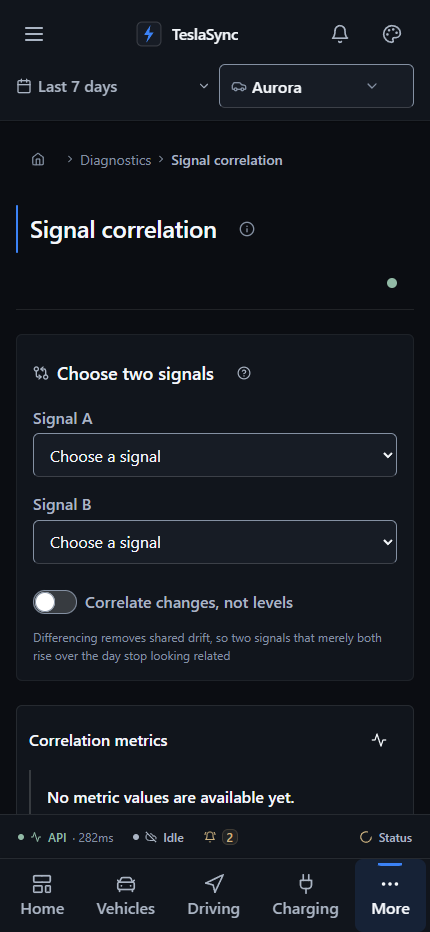 TeslaSync
Last 7 days
Aurora
Diagnostics
Signal correlation
Signal correlation
Choose two signals
Signal A
Choose a signal
Signal B
Choose a signal
Correlate changes, not levels
Differencing removes shared drift, so two signals that merely both
rise over the day stop looking related
Correlation metrics
No metric values are available yet.
API · 282ms
Idle
2
Status
Home
Vehicles
Driving
Charging
More